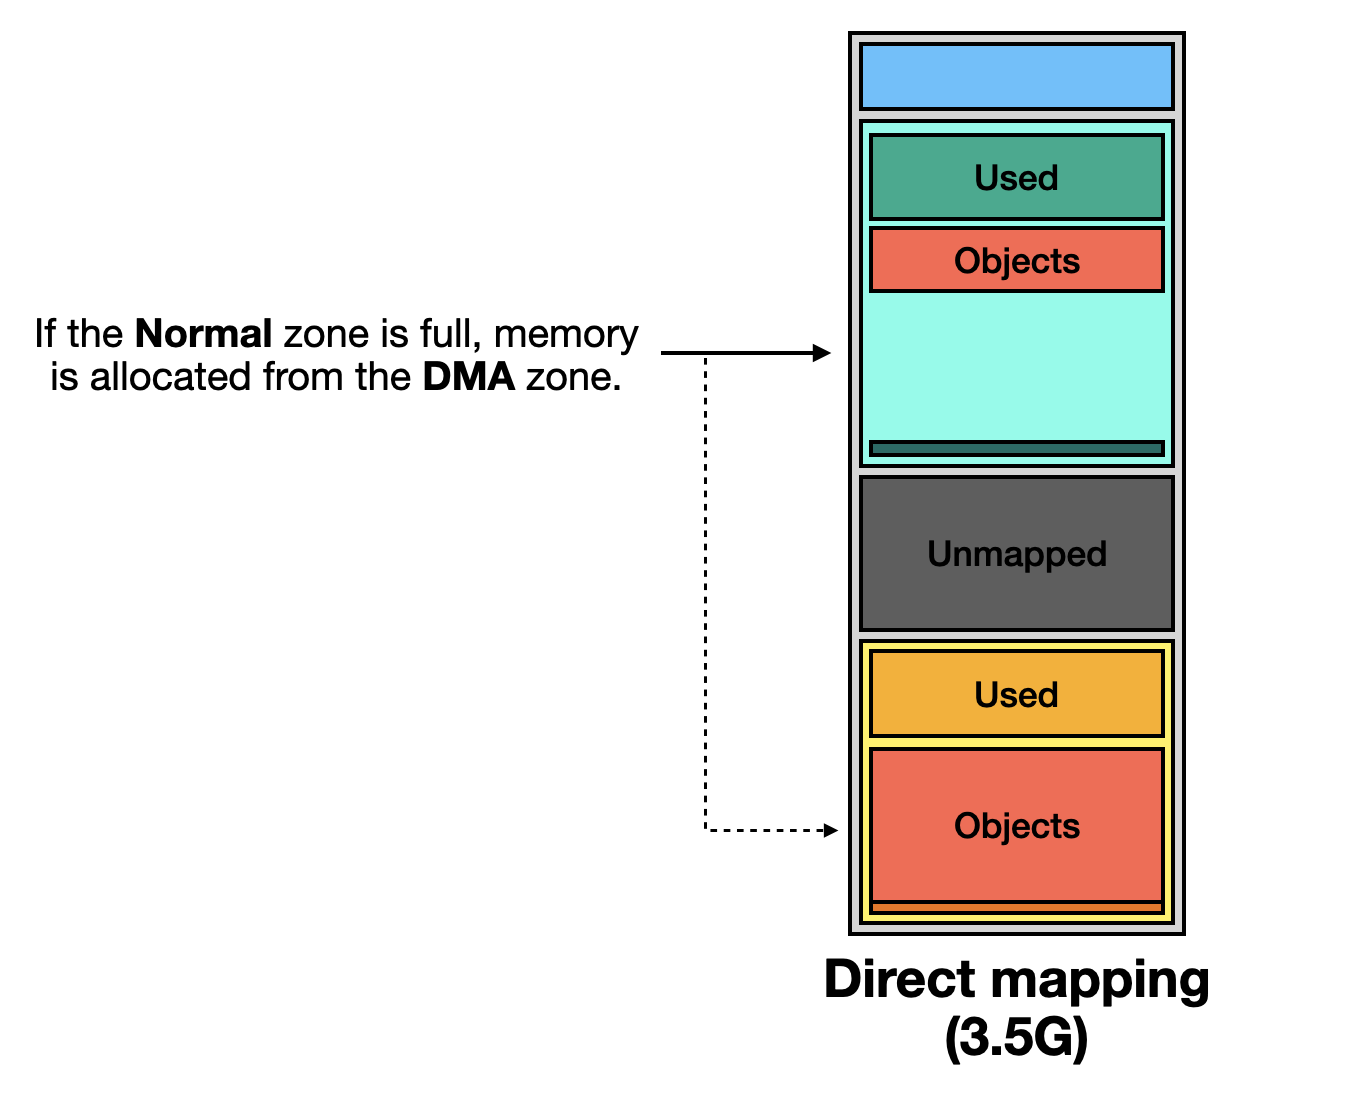 Used
Objects
If the Normal zone is full, memory
is allocated from the DMA zone.
Unmapped
Used
Objects
Direct mapping
(3.5G)